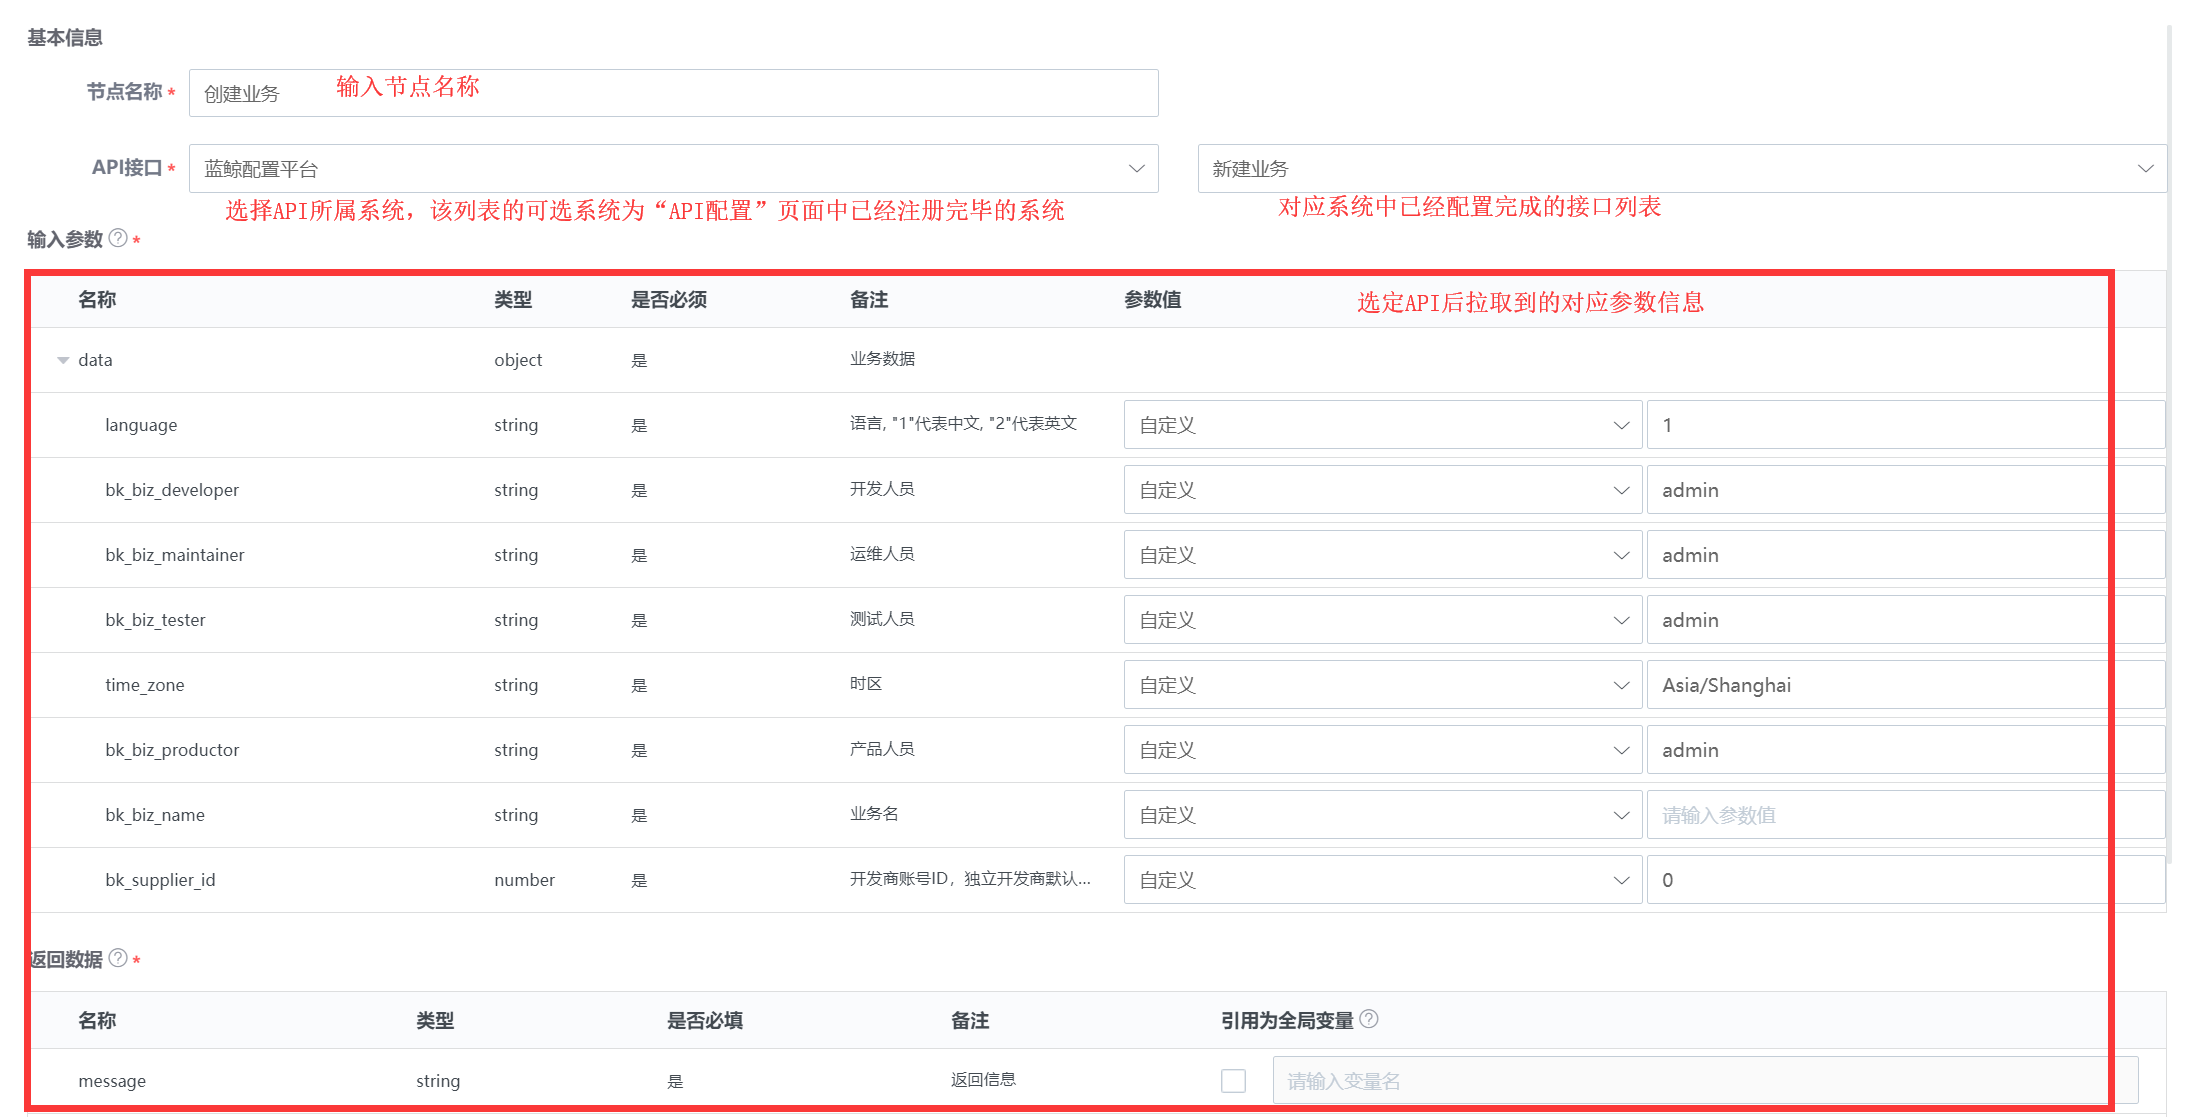 基本信息
节点名称 * 创建业务 输入节点名称
API接口 * 蓝鲸配置平台 新建业务
选择API所属系统，该列表的可选系统为“API配置”页面中已经注册完毕的系统 对应系统中已经配置完成的接口列表
输入参数 ? *
名称 类型 是否必须 备注 参数值 选定API后拉取到的对应参数信息
data object 是 业务数据
language string 是 语言, "1"代表中文, "2"代表英文 自定义 1
bk_biz_developer string 是 开发人员 自定义 admin
bk_biz_maintainer string 是 运维人员 自定义 admin
bk_biz_tester string 是 测试人员 自定义 admin
time_zone string 是 时区 自定义 Asia/Shanghai
bk_biz_productor string 是 产品人员 自定义 admin
bk_biz_name string 是 业务名 自定义 请输入参数值
bk_supplier_id number 是 开发商账号ID，独立开发商默认... 自定义 0
返回数据 ? *
名称 类型 是否必填 备注 引用为全局变量 ?
message string 是 返回信息 请输入变量名